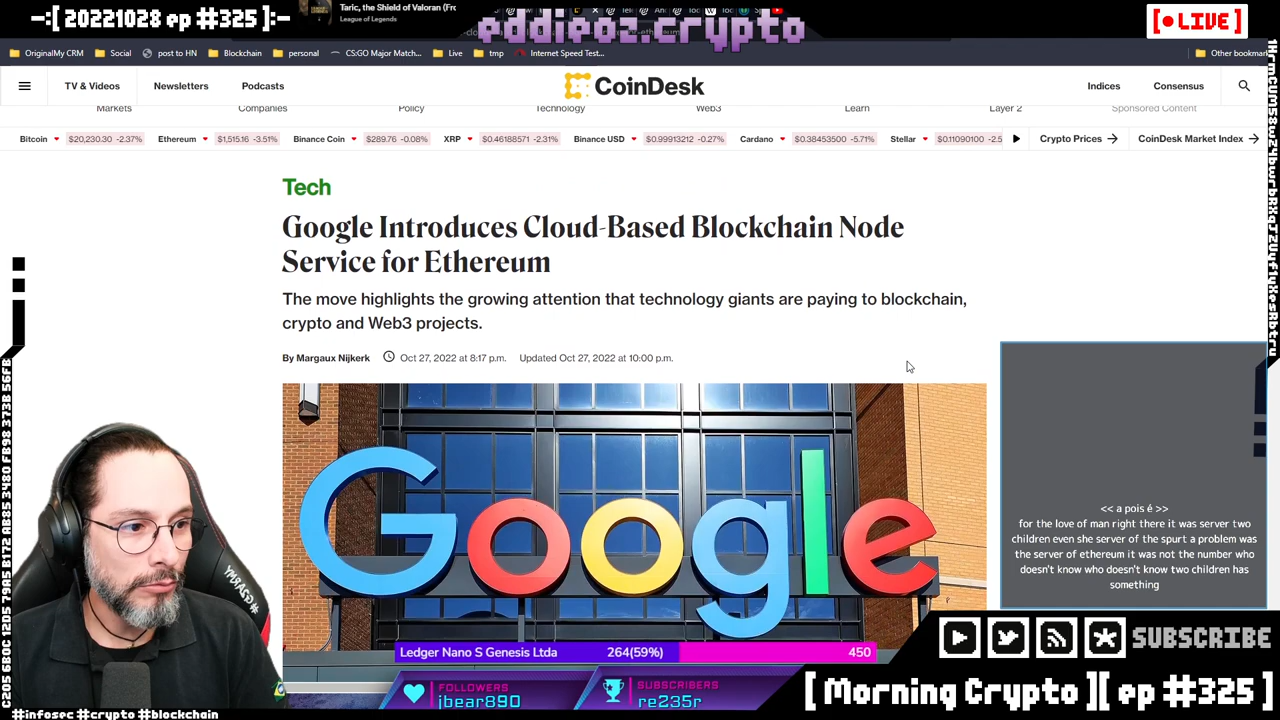 -:[ 20221028 ep #325 ]:-
Taric, the Shield of Valoran (Fre
League of Legends
eddieoz.crypto
[ LIVE ]
OriginalMy CRM
Social
post to HN
Blockchain
personal
CS:GO Major Match...
Live
tmp
Internet Speed Test...
Other bookmar
TV & Videos
Newsletters
Podcasts
CoinDesk
Indices
Consensus
Markets
Companies
Policy
Technology
Web3
Learn
Layer 2
Sponsored Content
Bitcoin $20,230.30 -2.37%
Ethereum $1,515.16 -3.51%
Binance Coin $289.76 -0.08%
XRP $0.46188571 -2.31%
Binance USD $0.99913212 -0.27%
Cardano $0.38453500 -5.71%
Stellar $0.11090100 -2.5
Crypto Prices
CoinDesk Market Index
Tech
Google Introduces Cloud-Based Blockchain Node
Service for Ethereum
The move highlights the growing attention that technology giants are paying to blockchain,
crypto and Web3 projects.
By Margaux Nijkerk
Oct 27, 2022 at 8:17 p.m.
Updated Oct 27, 2022 at 10:00 p.m.
Google
<< a pois é >>
for the love of man right there it was server two
children even she server of the spurt a problem was
the server of ethereum it was not the number who
doesn't know who doesn't know two children has
something
Ledger Nano S Genesis Ltda
264(59%)
450
FOLLOWERS
jbear890
SUBSCRIBERS
re235r
SUBSCRIBE
[ Morning Crypto ][ ep #325 ]
#infosec #crypto #blockchain